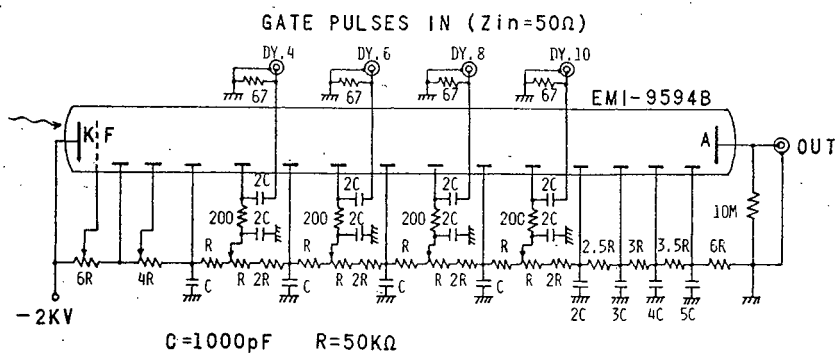 GATE PULSES IN (Zin=50Ω)
DY.4 DY.6 DY.8 DY.10
67 67 67 67
EMI-9594B
K F A OUT
2C 2C 2C 2C
200 2C 200 2C 200 2C 200 2C
10M
R R R R 2.5R 3R 3.5R 6R
6R 4R R 2R R 2R R 2R R 2R
C C C C 2C 3C 4C 5C
-2KV
C=1000pF R=50KΩ